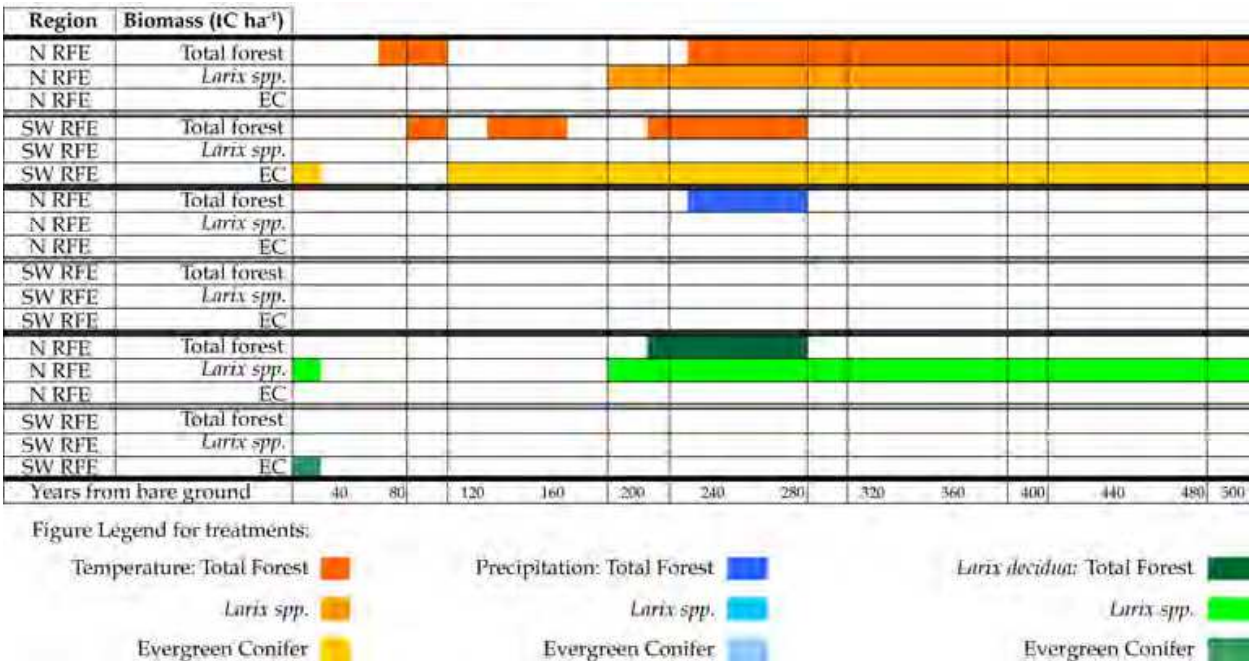 Region Biomass (tC ha⁻¹)
N RFE Total forest
N RFE Larix spp.
N RFE EC
SW RFE Total forest
SW RFE Larix spp.
SW RFE EC
N RFE Total forest
N RFE Larix spp.
N RFE EC
SW RFE Total forest
SW RFE Larix spp.
SW RFE EC
N RFE Total forest
N RFE Larix spp.
N RFE EC
SW RFE Total forest
SW RFE Larix spp.
SW RFE EC
Years from bare ground 40 80 120 160 200 240 280 320 360 400 440 480 500
Figure Legend for treatments:
Temperature: Total Forest Precipitation: Total Forest Larix decidua: Total Forest
Larix spp. Larix spp. Larix spp.
Evergreen Conifer Evergreen Conifer Evergreen Conifer